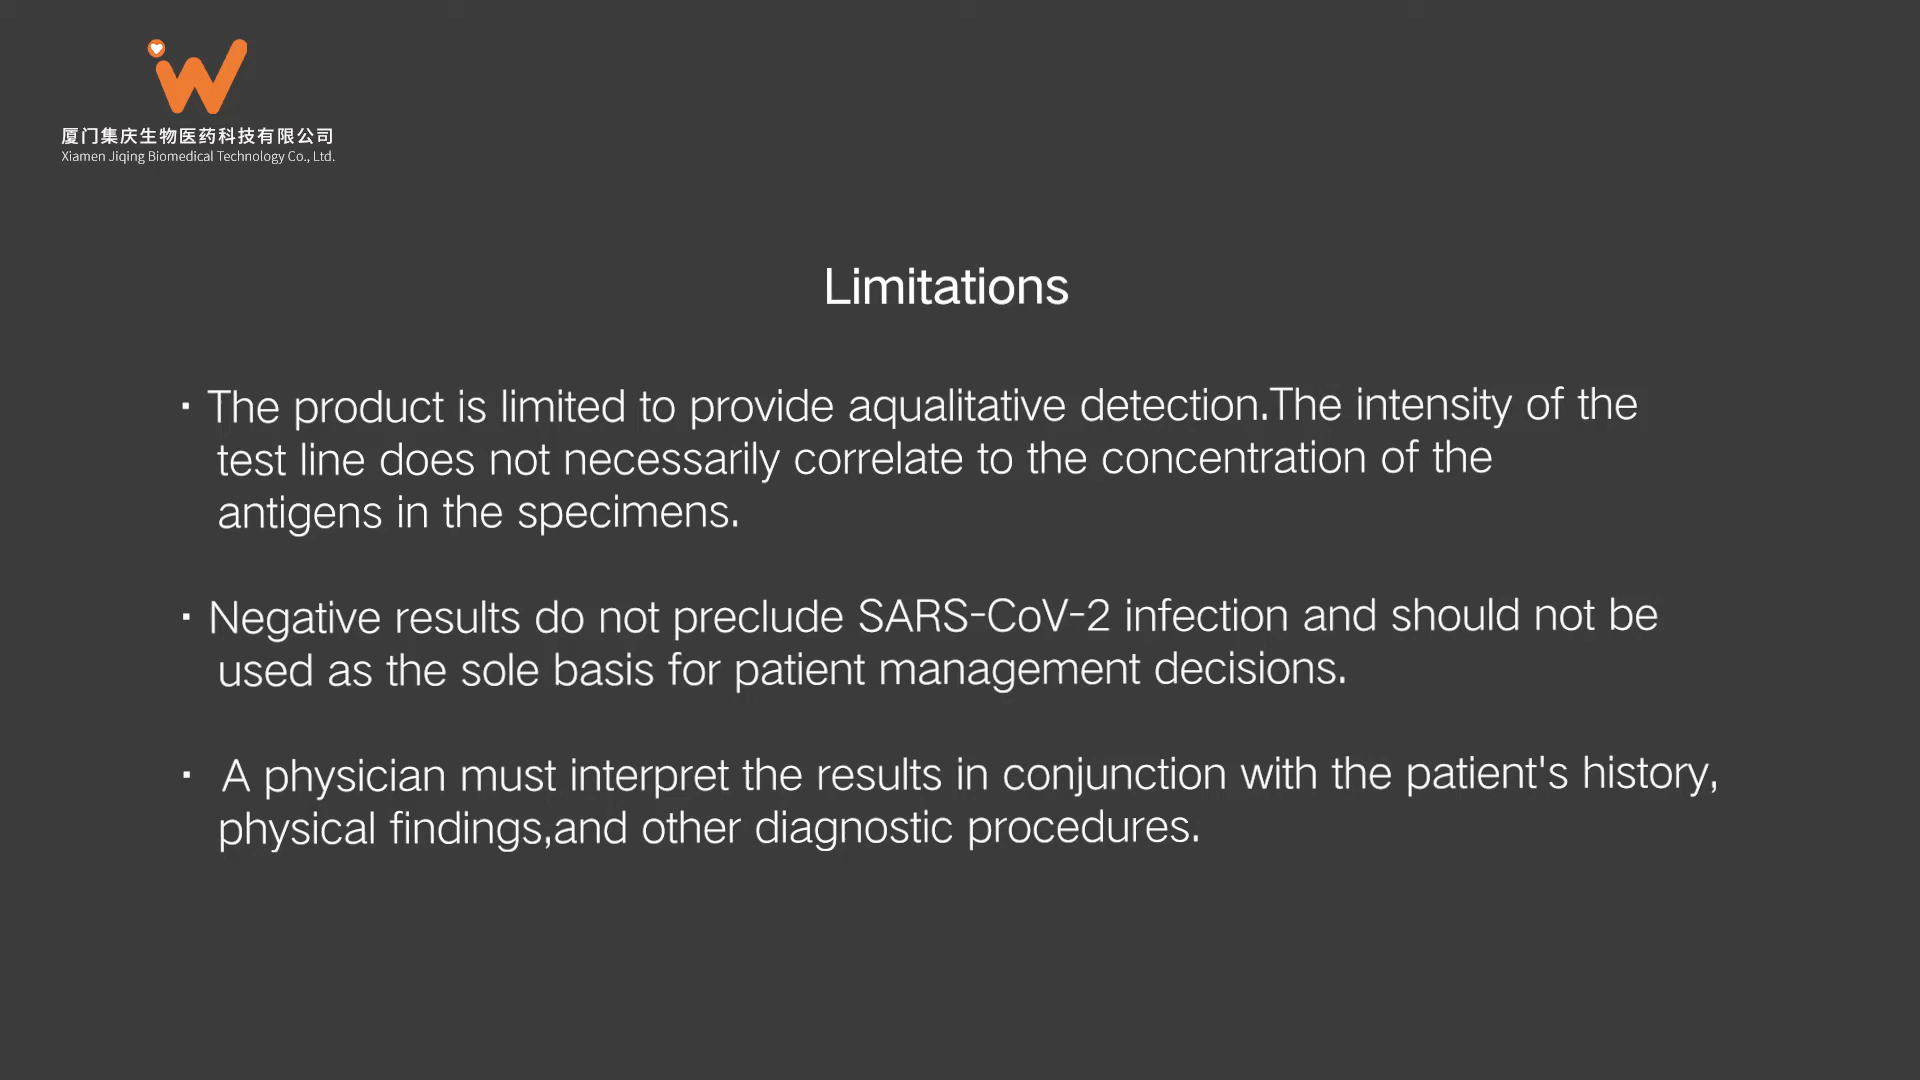 厦门集庆生物医药科技有限公司
Xiamen Jiqing Biomedical Technology Co., Ltd.
Limitations
· The product is limited to provide aqualitative detection.The intensity of the
test line does not necessarily correlate to the concentration of the
antigens in the specimens.
· Negative results do not preclude SARS-CoV-2 infection and should not be
used as the sole basis for patient management decisions.
· A physician must interpret the results in conjunction with the patient's history,
physical findings,and other diagnostic procedures.